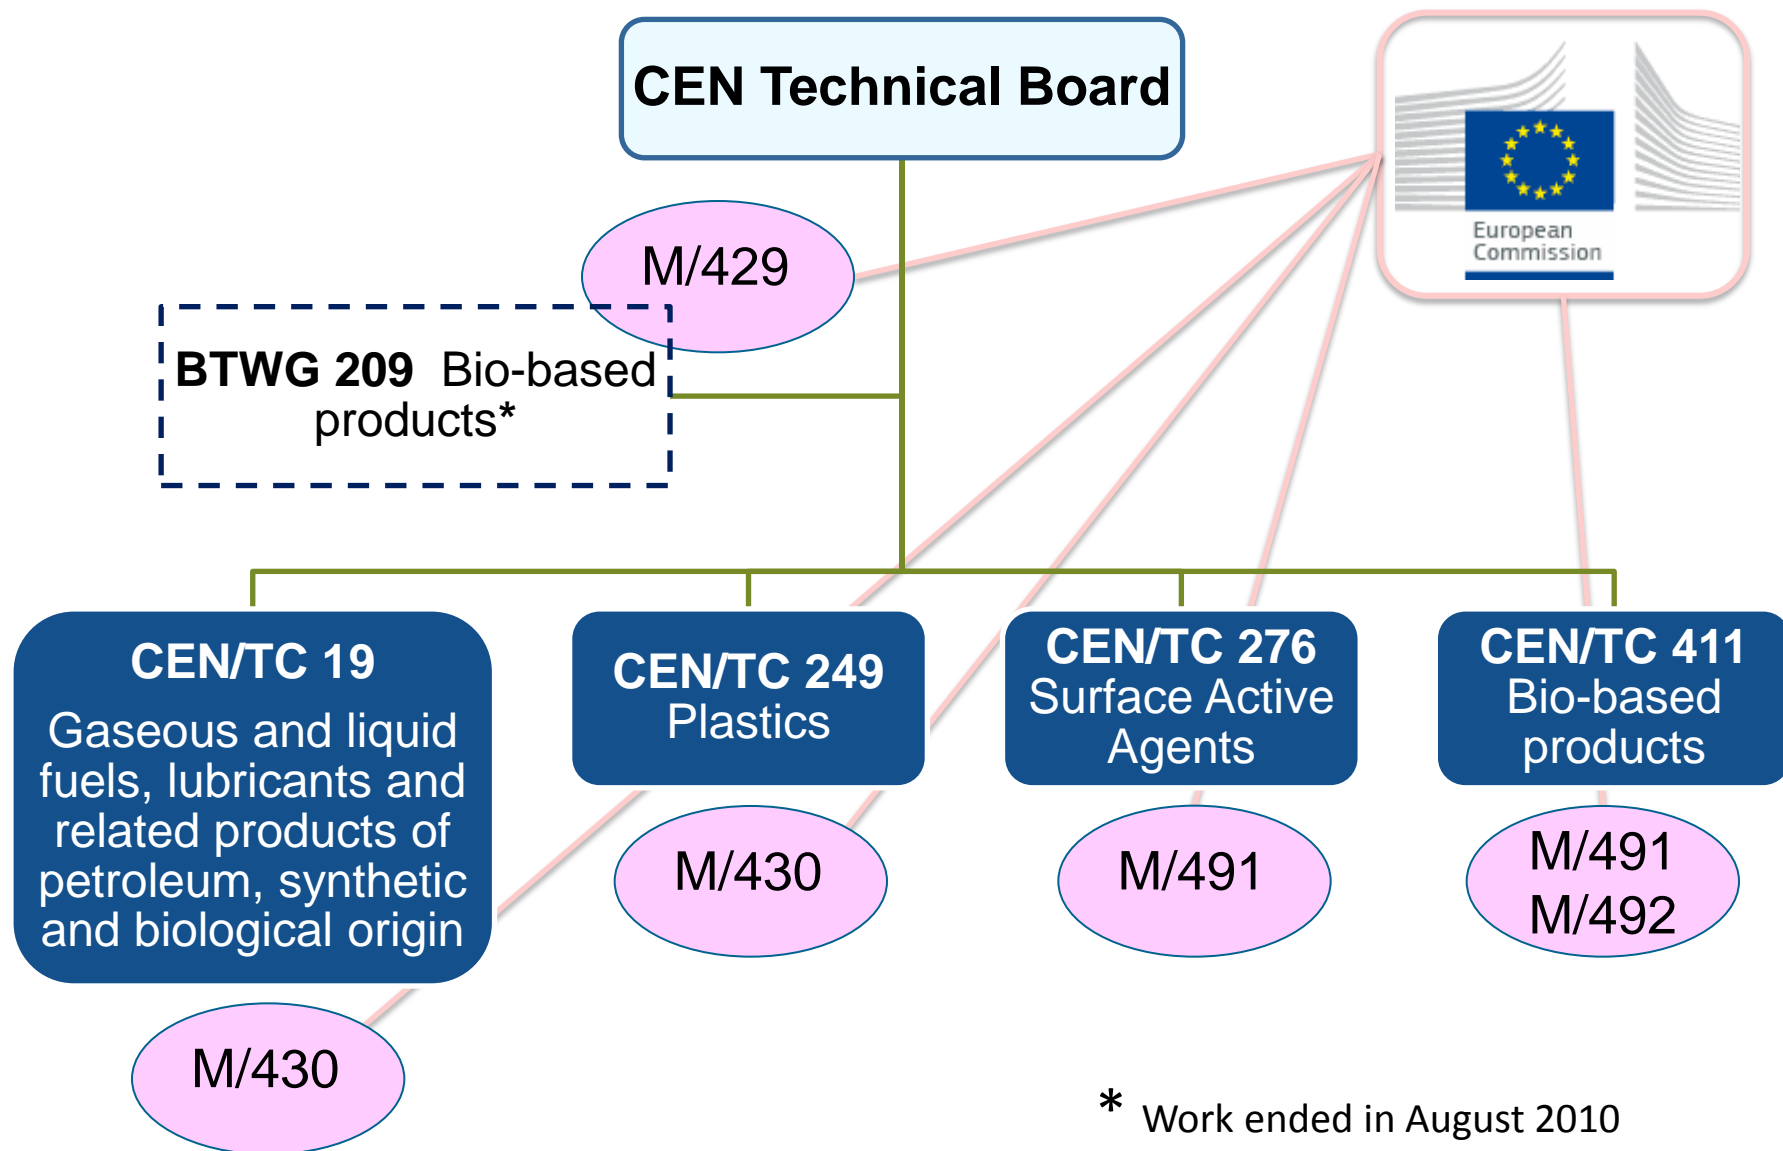 CEN Technical Board
European
Commission
M/429
BTWG 209 Bio-based
products*
CEN/TC 19
Gaseous and liquid
fuels, lubricants and
related products of
petroleum, synthetic
and biological origin
M/430
CEN/TC 249
Plastics
M/430
CEN/TC 276
Surface Active
Agents
M/491
CEN/TC 411
Bio-based
products
M/491
M/492
* Work ended in August 2010